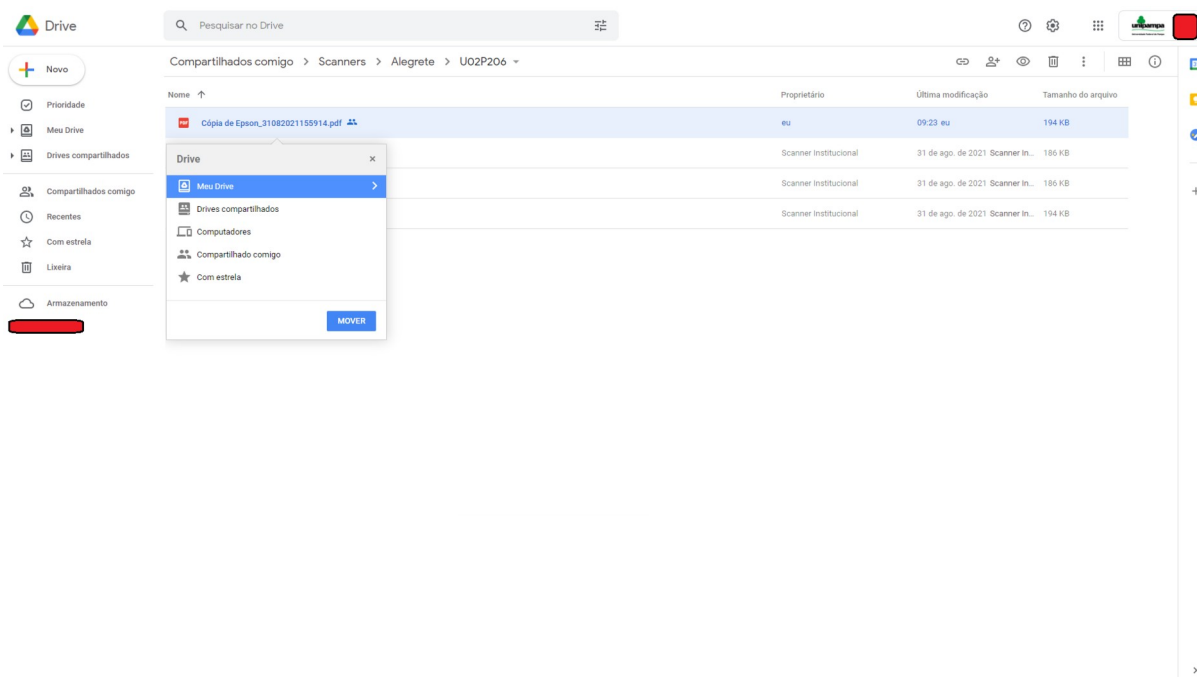 Drive
Pesquisar no Drive
unipampa
Novo
Compartilhados comigo > Scanners > Alegrete > U02P206
Nome
Proprietário
Última modificação
Tamanho do arquivo
Prioridade
Meu Drive
Drives compartilhados
Compartilhados comigo
Recentes
Com estrela
Lixeira
Armazenamento
PDF Cópia de Epson_31082021155914.pdf eu 09:23 eu 194 KB
Scanner Institucional 31 de ago. de 2021 Scanner In... 186 KB
Scanner Institucional 31 de ago. de 2021 Scanner In... 186 KB
Scanner Institucional 31 de ago. de 2021 Scanner In... 194 KB
Drive
Meu Drive
Drives compartilhados
Computadores
Compartilhado comigo
Com estrela
MOVER